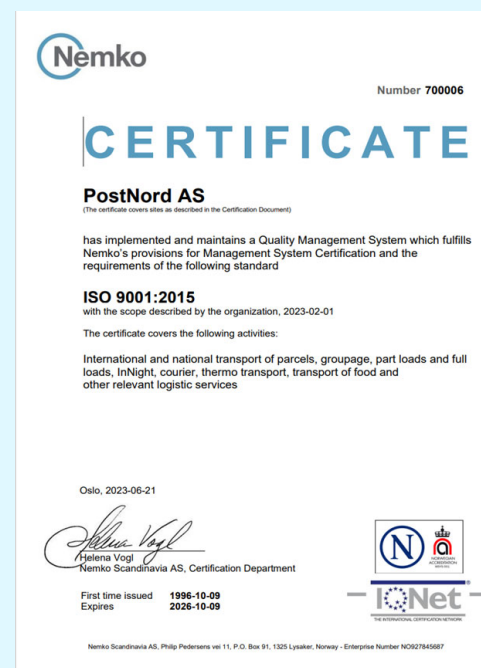 Nemko
Number 700006
CERTIFICATE
PostNord AS
(The certificate covers sites as described in the Certification Document)
has implemented and maintains a Quality Management System which fulfills
Nemko's provisions for Management System Certification and the
requirements of the following standard
ISO 9001:2015
with the scope described by the organization, 2023-02-01
The certificate covers the following activities:
International and national transport of parcels, groupage, part loads and full
loads, InNight, courier, thermo transport, transport of food and
other relevant logistic services
Oslo, 2023-06-21
Helena Vogl
Helena Vogl
Nemko Scandinavia AS, Certification Department
First time issued 1996-10-09
Expires 2026-10-09
N
NORWEGIAN
ACCREDITATION
IQNet
THE INTERNATIONAL CERTIFICATION NETWORK
Nemko Scandinavia AS, Philip Pedersens vei 11, P.O. Box 91, 1325 Lysaker, Norway - Enterprise Number NO927845687